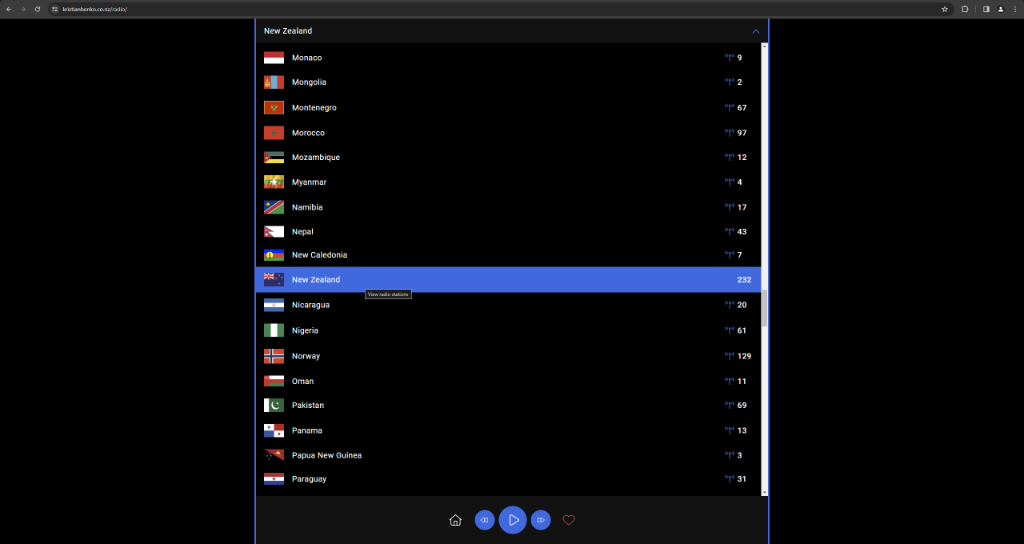 kristianbenko.co.nz/radio/
New Zealand
Monaco 9
Mongolia 2
Montenegro 67
Morocco 97
Mozambique 12
Myanmar 4
Namibia 17
Nepal 43
New Caledonia 7
New Zealand 232
View radio stations
Nicaragua 20
Nigeria 61
Norway 129
Oman 11
Pakistan 69
Panama 13
Papua New Guinea 3
Paraguay 31